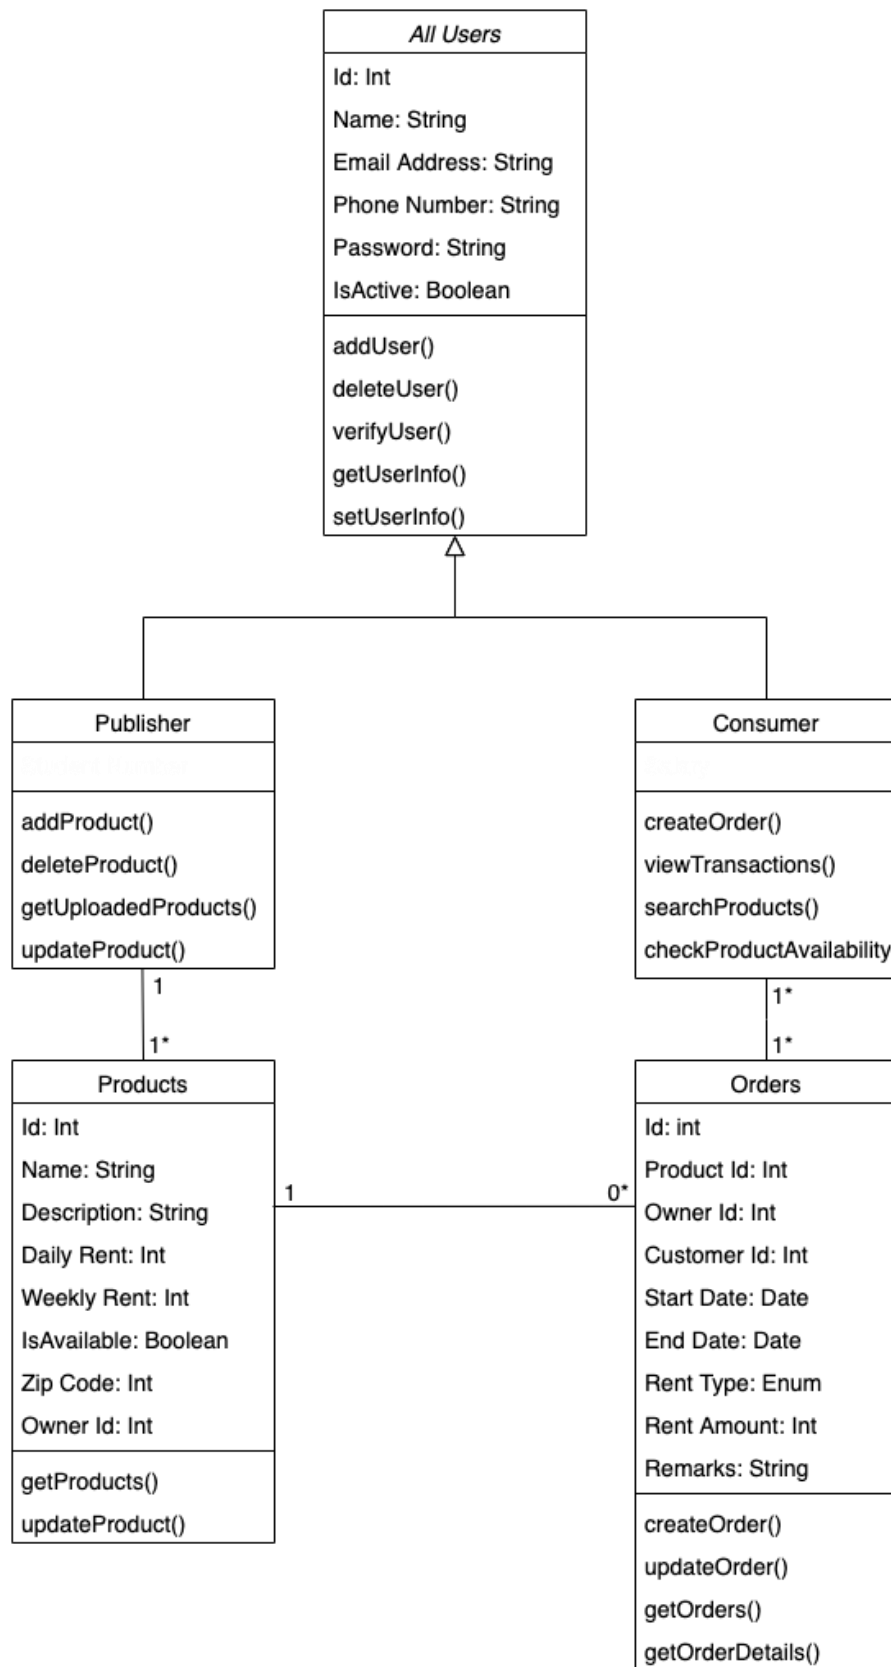 All Users
Id: Int
Name: String
Email Address: String
Phone Number: String
Password: String
IsActive: Boolean
addUser()
deleteUser()
verifyUser()
getUserInfo()
setUserInfo()
Publisher
addProduct()
deleteProduct()
getUploadedProducts()
updateProduct()
Consumer
createOrder()
viewTransactions()
searchProducts()
checkProductAvailability
1
1*
1*
1*
Products
Id: Int
Name: String
Description: String
Daily Rent: Int
Weekly Rent: Int
IsAvailable: Boolean
Zip Code: Int
Owner Id: Int
getProducts()
updateProduct()
1
0*
Orders
Id: int
Product Id: Int
Owner Id: Int
Customer Id: Int
Start Date: Date
End Date: Date
Rent Type: Enum
Rent Amount: Int
Remarks: String
createOrder()
updateOrder()
getOrders()
getOrderDetails()